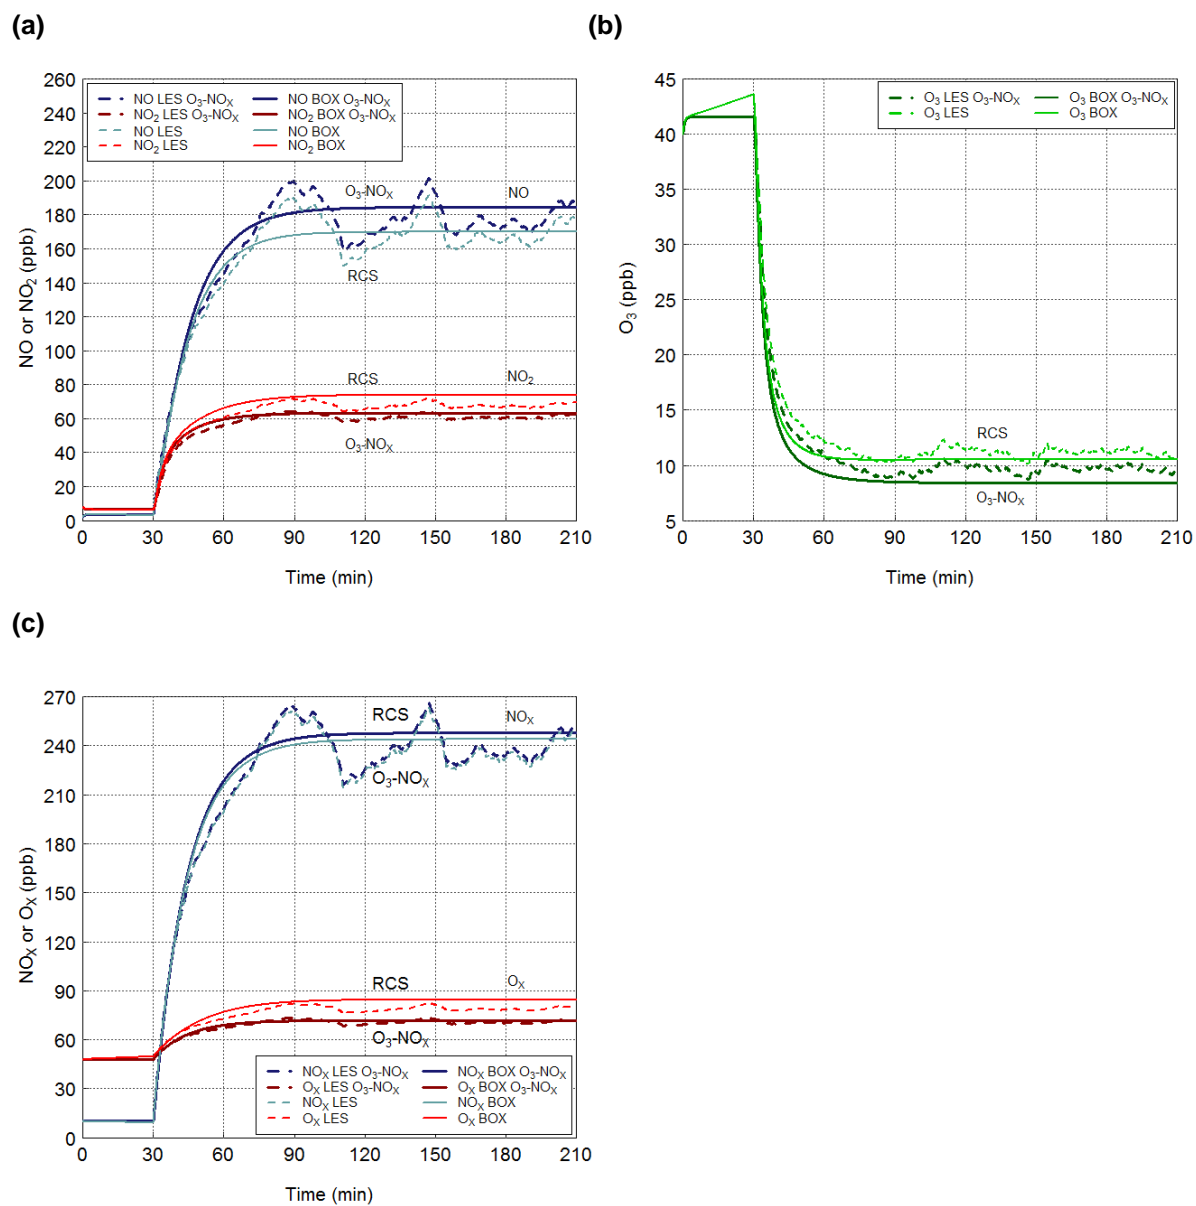 (a)
(b)
260
240
220
200
180
160
140
120
100
80
60
40
20
0
NO or NO₂ (ppb)
NO LES O₃-NOₓ NO BOX O₃-NOₓ
NO₂ LES O₃-NOₓ NO₂ BOX O₃-NOₓ
NO LES NO BOX
NO₂ LES NO₂ BOX
O₃-NOₓ NO
RCS
RCS NO₂
O₃-NOₓ
0 30 60 90 120 150 180 210
Time (min)
45
40
35
30
25
20
15
10
5
O₃ (ppb)
O₃ LES O₃-NOₓ O₃ BOX O₃-NOₓ
O₃ LES O₃ BOX
RCS
O₃-NOₓ
0 30 60 90 120 150 180 210
Time (min)
(c)
270
240
210
180
150
120
90
60
30
0
NOₓ or Oₓ (ppb)
RCS NOₓ
O₃-NOₓ
RCS Oₓ
O₃-NOₓ
NOₓ LES O₃-NOₓ NOₓ BOX O₃-NOₓ
Oₓ LES O₃-NOₓ Oₓ BOX O₃-NOₓ
NOₓ LES NOₓ BOX
Oₓ LES Oₓ BOX
0 30 60 90 120 150 180 210
Time (min)